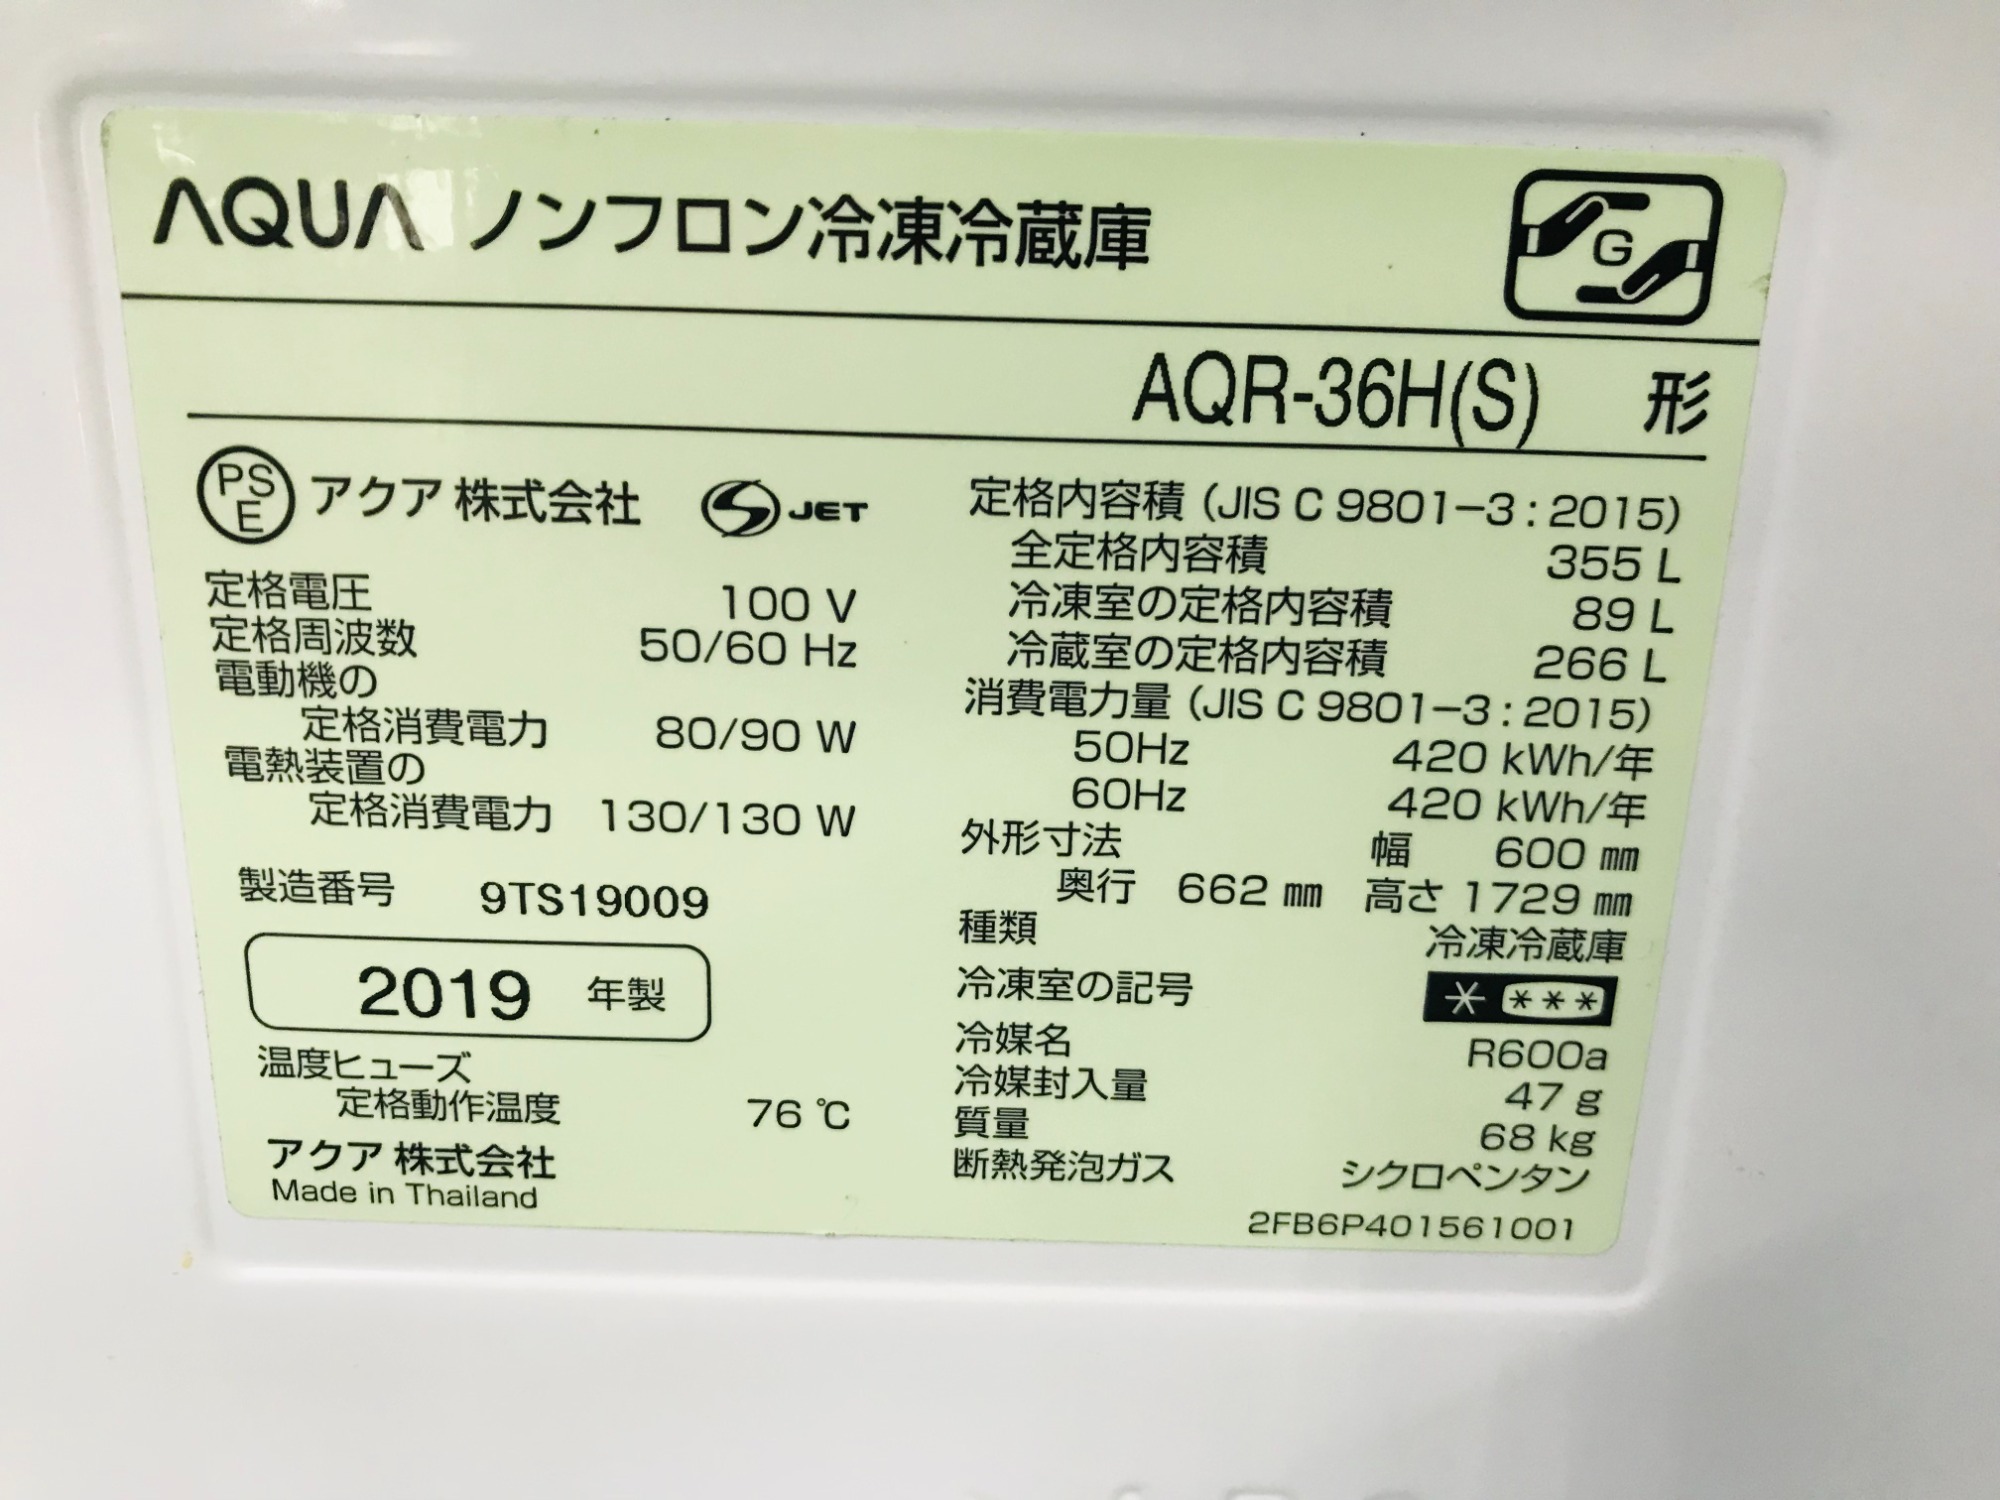 AQUA ノンフロン冷凍冷蔵庫
G
AQR-36H(S) 形
PS E アクア 株式会社 S JET
定格電圧 100 V
定格周波数 50/60 Hz
電動機の
定格消費電力 80/90 W
電熱装置の
定格消費電力 130/130 W
製造番号 9TS19009
2019 年製
温度ヒューズ
定格動作温度 76 ℃
アクア 株式会社
Made in Thailand
定格内容積 (JIS C 9801-3 : 2015)
全定格内容積 355 L
冷凍室の定格内容積 89 L
冷蔵室の定格内容積 266 L
消費電力量 (JIS C 9801-3 : 2015)
50Hz 420 kWh/年
60Hz 420 kWh/年
外形寸法 幅 600 ㎜
奥行 662 ㎜ 高さ 1729 ㎜
種類 冷凍冷蔵庫
冷凍室の記号 * ***
冷媒名 R600a
冷媒封入量 47 g
質量 68 kg
断熱発泡ガス シクロペンタン
2FB6P401561001